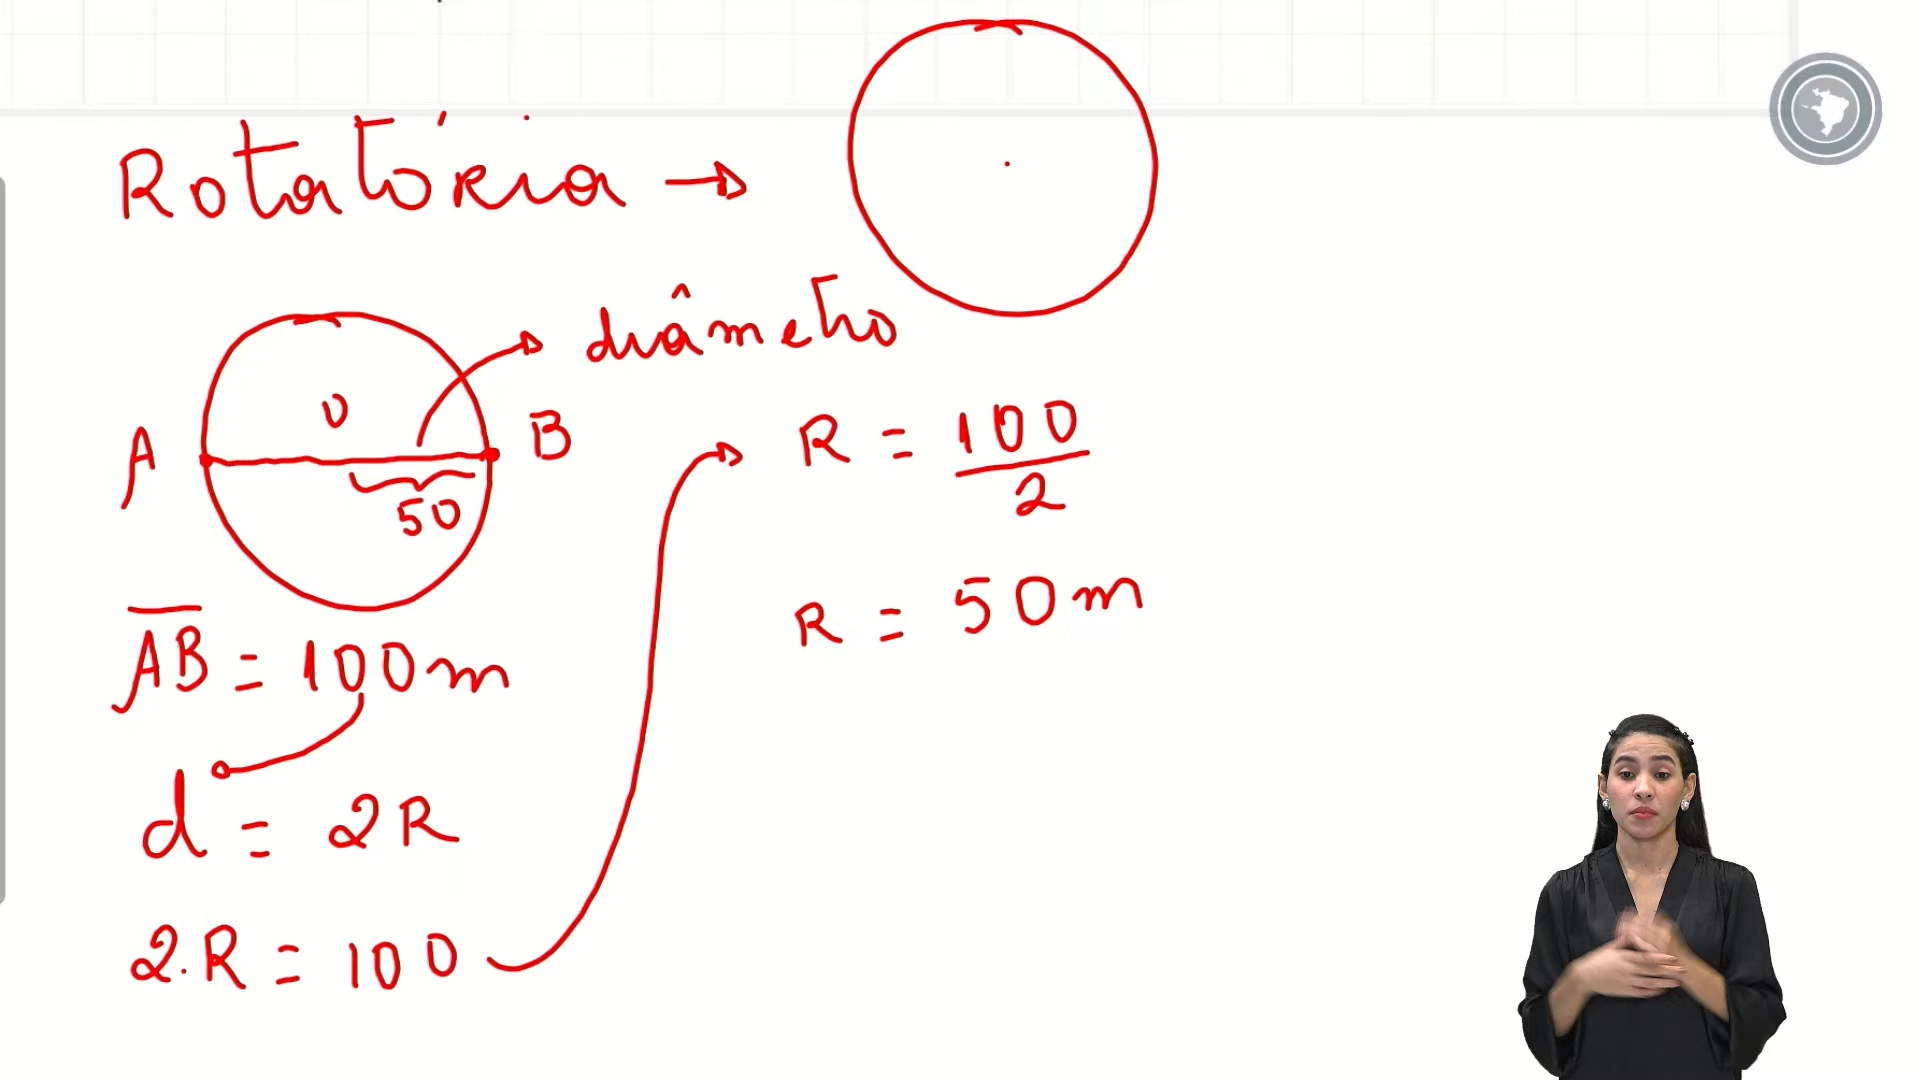 Rotatória →
diâmetro
0
A
B
50
R = 100/2
R = 50m
AB = 100m
d = 2R
2.R = 100